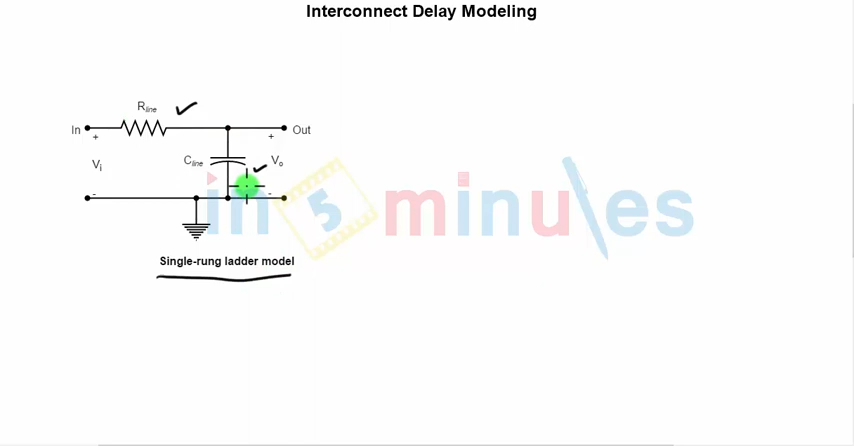 Interconnect Delay Modeling
Rline
In
Out
+
+
Vi
Cline
Vo
-
-
in 5 minutes
Single-rung ladder model